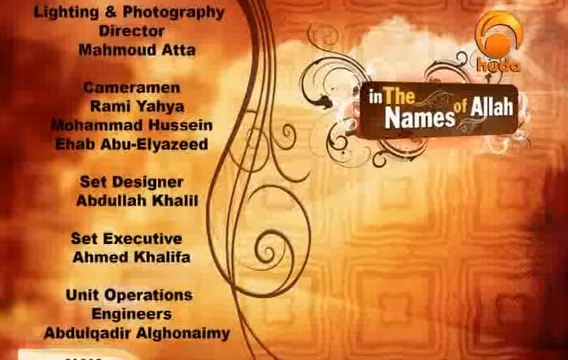 Lighting & Photography
Director
Mahmoud Atta
Cameramen
Rami Yahya
Mohammad Hussein
Ehab Abu-Elyazeed
Set Designer
Abdullah Khalil
Set Executive
Ahmed Khalifa
Unit Operations
Engineers
Abdulqadir Alghonaimy
huda
in The
Names of Allah